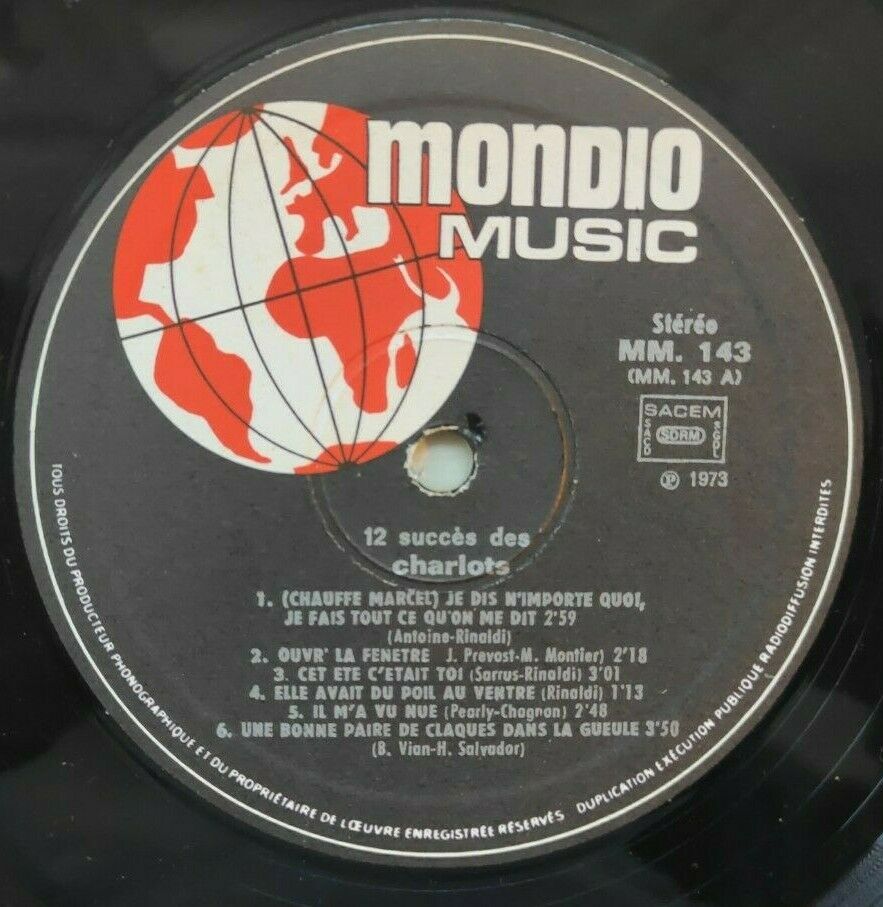 MONDIO
MUSIC
Stéréo
MM. 143
(MM. 143 A)
SACEM
SACD SDRM SGDL
℗ 1973
12 succès des
charlots
1. (CHAUFFE MARCEL) JE DIS N'IMPORTE QUOI,
JE FAIS TOUT CE QU'ON ME DIT 2'59
(Antoine-Rinaldi)
2. OUVR' LA FENETRE J. Prevost-M. Montier) 2'18
3. CET ETE C'ETAIT TOI (Sarrus-Rinaldi) 3'01
4. ELLE AVAIT DU POIL AU VENTRE (Rinaldi) 1'13
5. IL M'A VU NUE (Pearly-Chagnon) 2'48
6. UNE BONNE PAIRE DE CLAQUES DANS LA GUEULE 3'50
(B. Vian-H. Salvador)
TOUS DROITS DU PRODUCTEUR PHONOGRAPHIQUE ET DU PROPRIÉTAIRE DE L'ŒUVRE ENREGISTRÉE RÉSERVÉS DUPLICATION EXÉCUTION PUBLIQUE RADIODIFFUSION INTERDITES